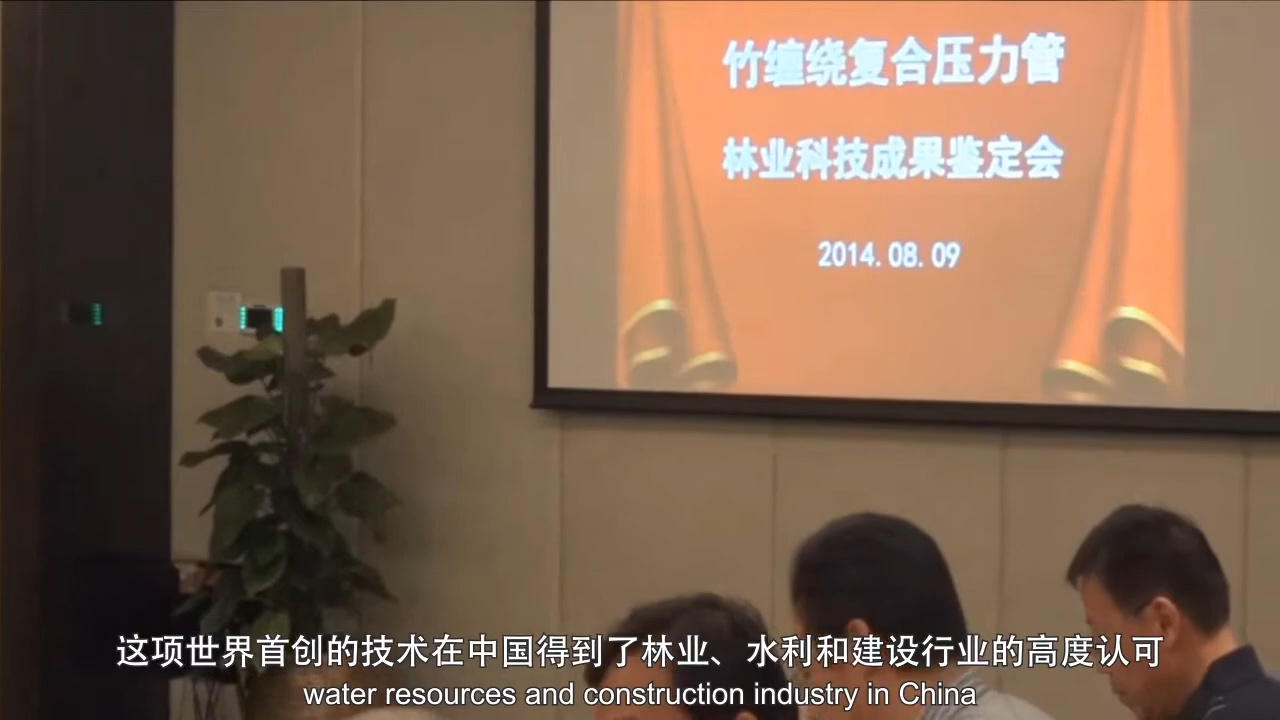 竹缠绕复合压力管
林业科技成果鉴定会
2014.08.09
这项世界首创的技术在中国得到了林业、水利和建设行业的高度认可
water resources and construction industry in China